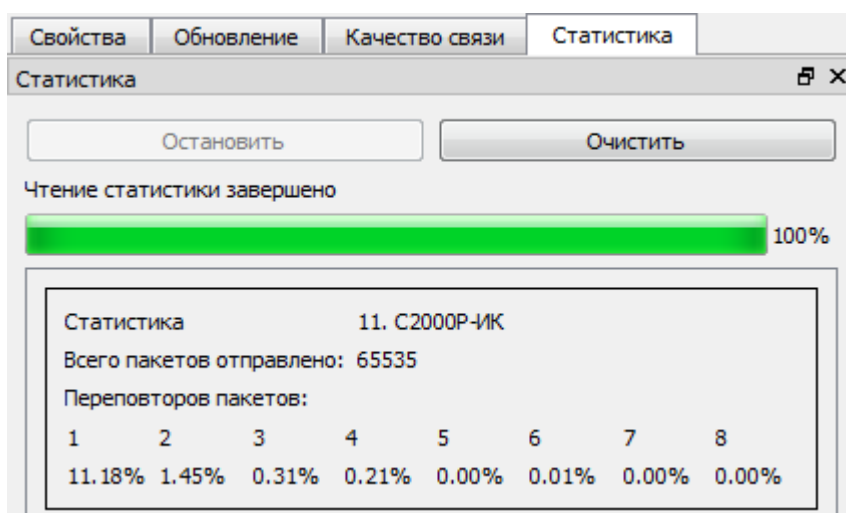 Свойства Обновление Качество связи Статистика
Статистика
Остановить Очистить
Чтение статистики завершено
100%
Статистика 11. С2000Р-ИК
Всего пакетов отправлено: 65535
Переповторов пакетов:
1 2 3 4 5 6 7 8
11.18% 1.45% 0.31% 0.21% 0.00% 0.01% 0.00% 0.00%